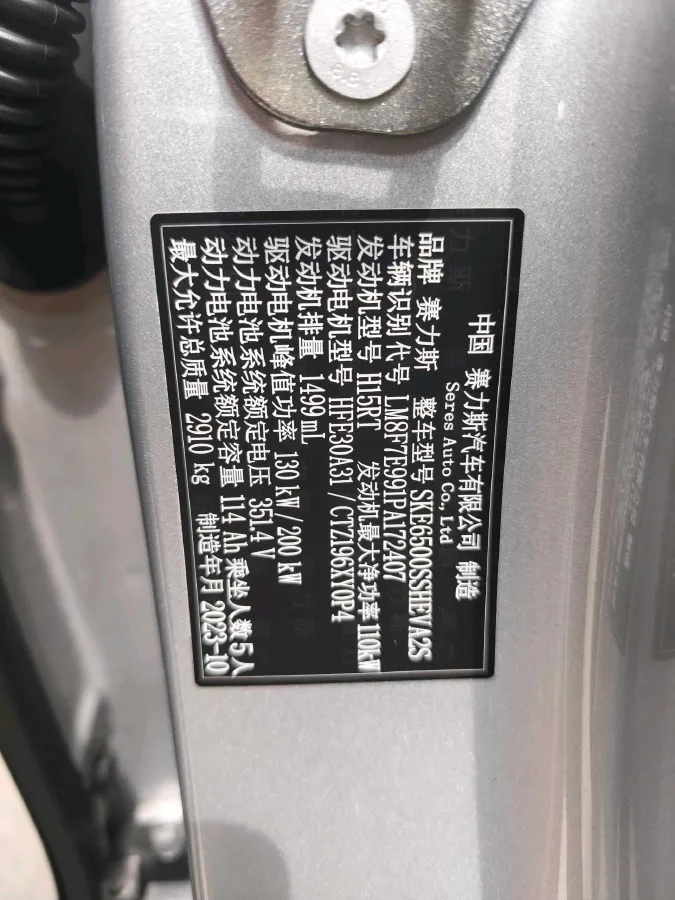 中国 赛力斯汽车有限公司 制造
Seres Auto Co., Ltd
品牌 赛力斯 整车型号 SKE6500SSHEVA2S
车辆识别代号 LM8F7E991PA172407
发动机型号 H15RT 发动机最大净功率 110kW
驱动电机型号 HFE30A31 / CTZ196XY0P4
发动机排量 1499 mL
驱动电机峰值功率 130 kW / 200 kW
动力电池系统额定电压 351.4 V
动力电池系统额定容量 114 Ah 乘坐人数 5人
最大允许总质量 2910 kg 制造年月 2023-10
8.8